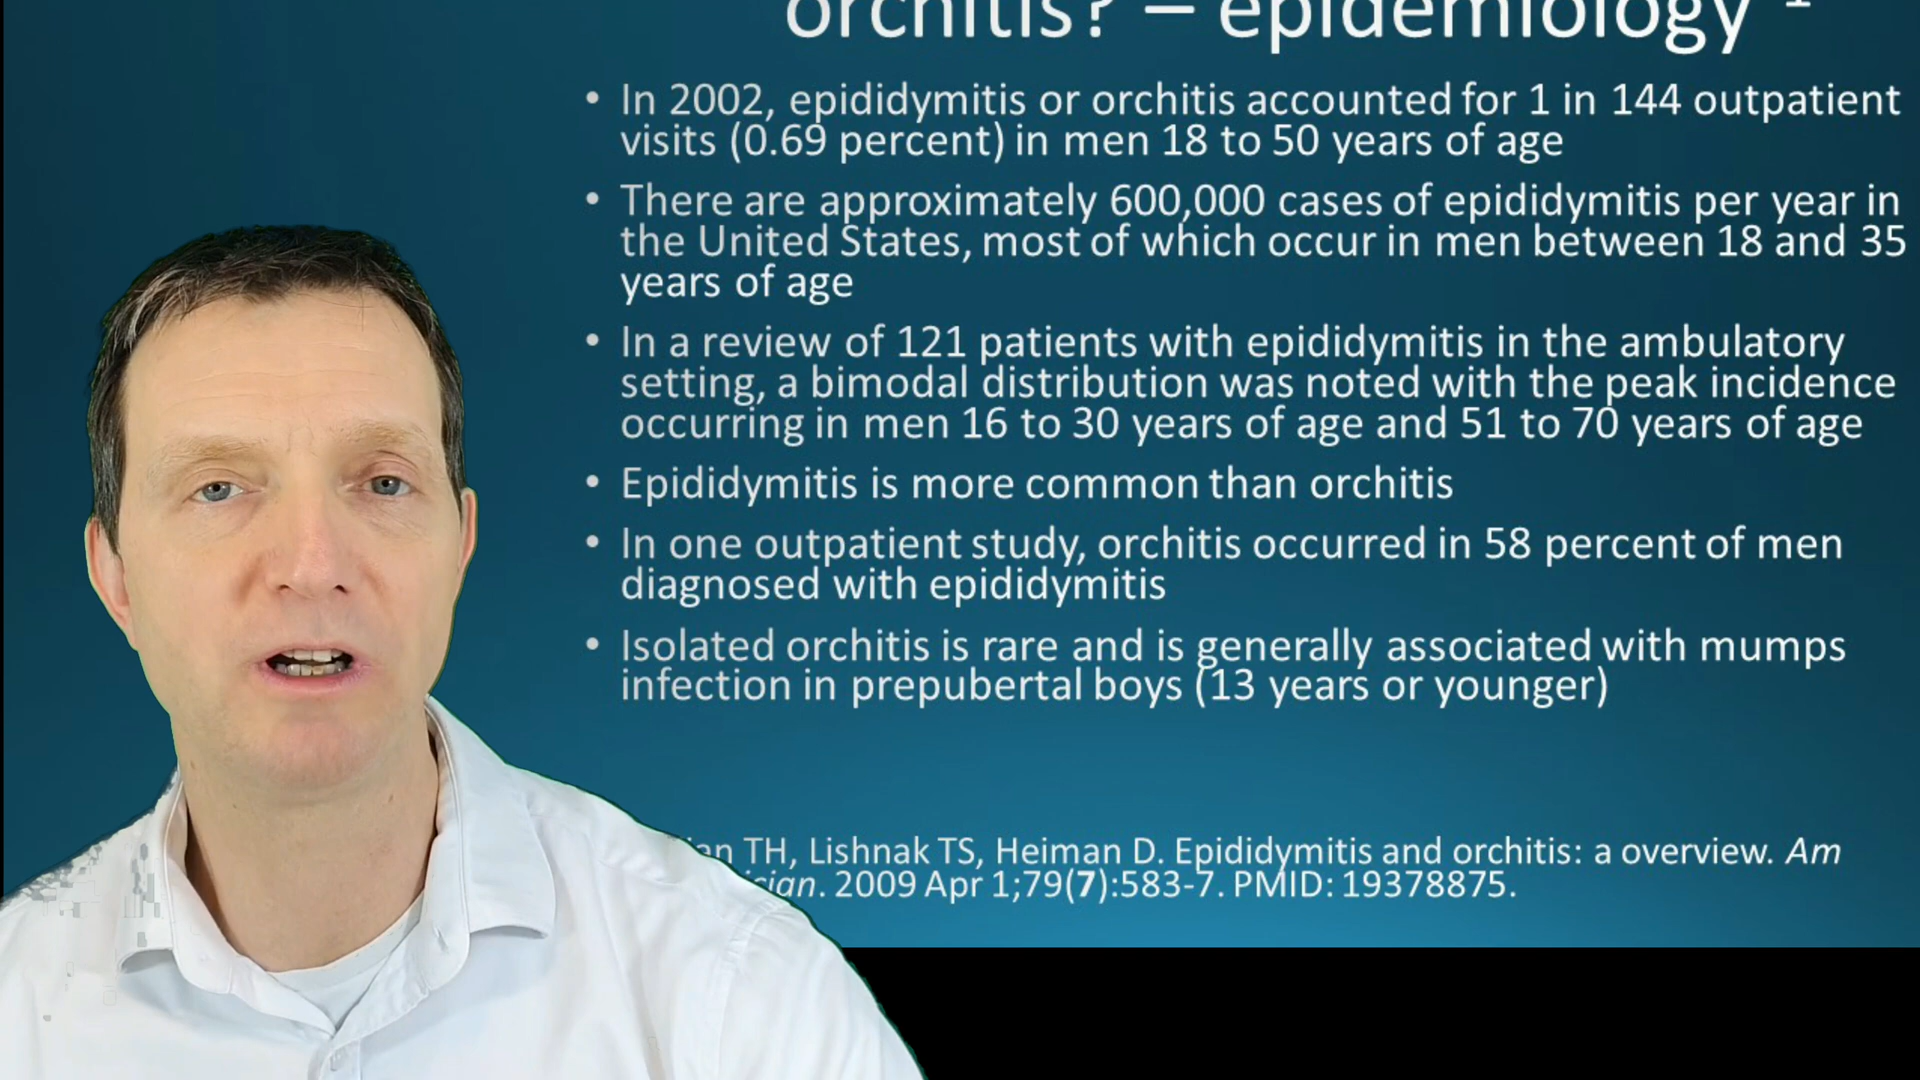 orchitis? – epidemiology 1
• In 2002, epididymitis or orchitis accounted for 1 in 144 outpatient
visits (0.69 percent) in men 18 to 50 years of age
• There are approximately 600,000 cases of epididymitis per year in
the United States, most of which occur in men between 18 and 35
years of age
• In a review of 121 patients with epididymitis in the ambulatory
setting, a bimodal distribution was noted with the peak incidence
occurring in men 16 to 30 years of age and 51 to 70 years of age
• Epididymitis is more common than orchitis
• In one outpatient study, orchitis occurred in 58 percent of men
diagnosed with epididymitis
• Isolated orchitis is rare and is generally associated with mumps
infection in prepubertal boys (13 years or younger)
TH, Lishnak TS, Heiman D. Epididymitis and orchitis: a overview. Am
2009 Apr 1;79(7):583-7. PMID: 19378875.